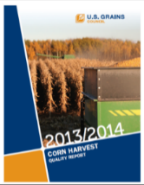 U.S. GRAINS
COUNCIL
2013/2014
CORN HARVEST
QUALITY REPORT